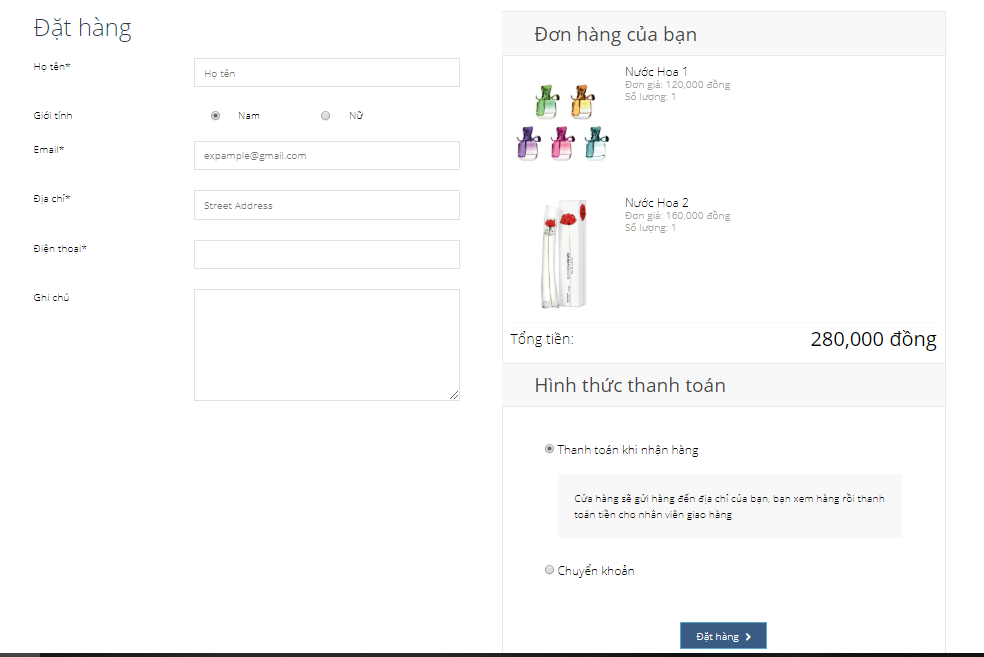 Đặt hàng
Họ tên*
Họ tên
Giới tính
Nam
Nữ
Email*
expample@gmail.com
Địa chỉ*
Street Address
Điện thoại*
Ghi chú
Đơn hàng của bạn
Nước Hoa 1
Đơn giá: 120,000 đồng
Số lượng: 1
Nước Hoa 2
Đơn giá: 160,000 đồng
Số lượng: 1
Tổng tiền:
280,000 đồng
Hình thức thanh toán
Thanh toán khi nhận hàng
Cửa hàng sẽ gửi hàng đến địa chỉ của bạn, bạn xem hàng rồi thanh
toán tiền cho nhân viên giao hàng
Chuyển khoản
Đặt hàng